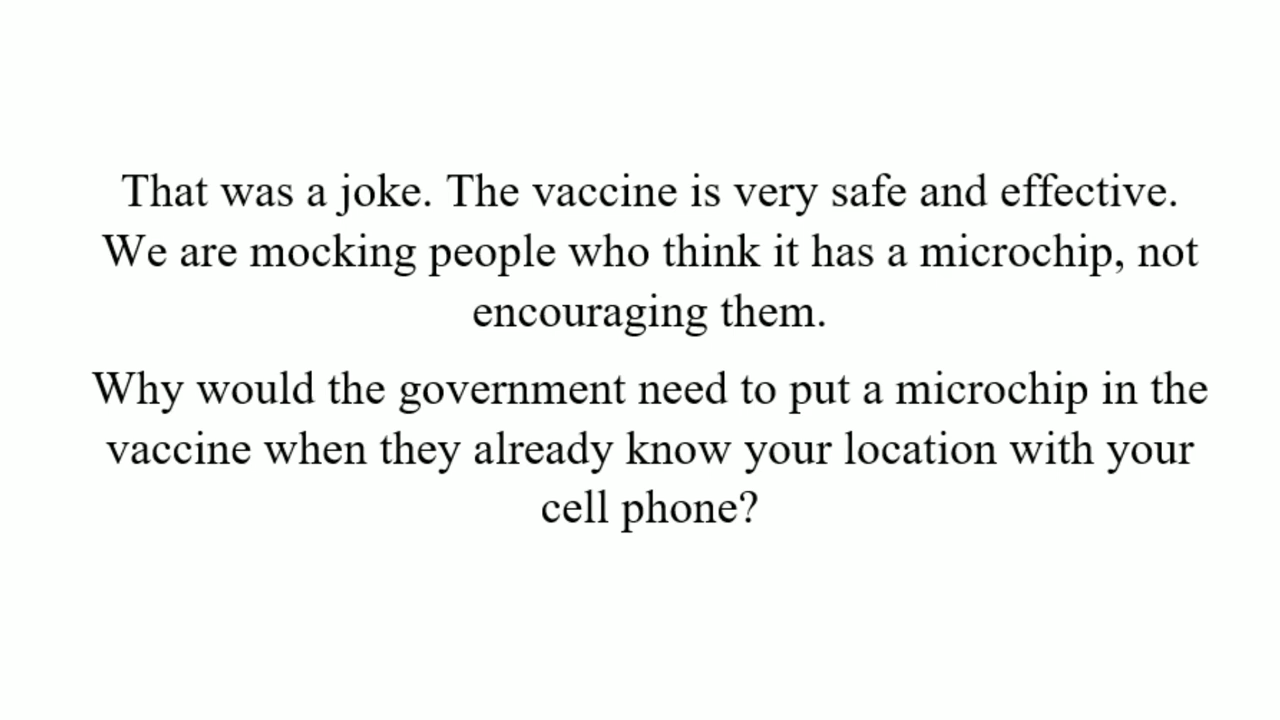 That was a joke. The vaccine is very safe and effective.
We are mocking people who think it has a microchip, not
encouraging them.
Why would the government need to put a microchip in the
vaccine when they already know your location with your
cell phone?